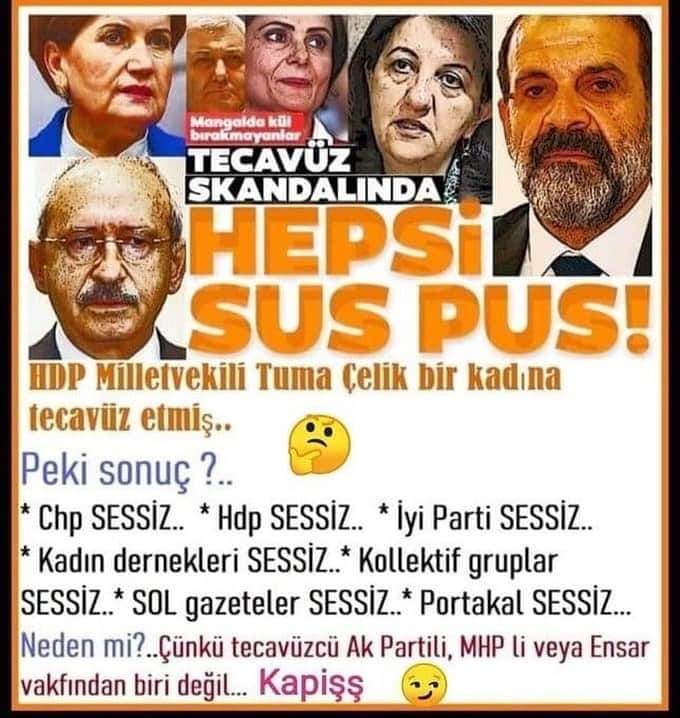 Mangalda kül
bırakmayanlar
TECAVÜZ
SKANDALINDA
HEPSi
SUS PUS!
HDP Milletvekili Tuma Çelik bir kadına
tecavüz etmiş..
Peki sonuç ?..
* Chp SESSİZ.. * Hdp SESSİZ.. * İyi Parti SESSİZ..
* Kadın dernekleri SESSİZ..* Kollektif gruplar
SESSİZ..* SOL gazeteler SESSİZ..* Portakal SESSİZ...
Neden mi?..Çünkü tecavüzcü Ak Partili, MHP li veya Ensar
vakfından biri değil... Kapişş